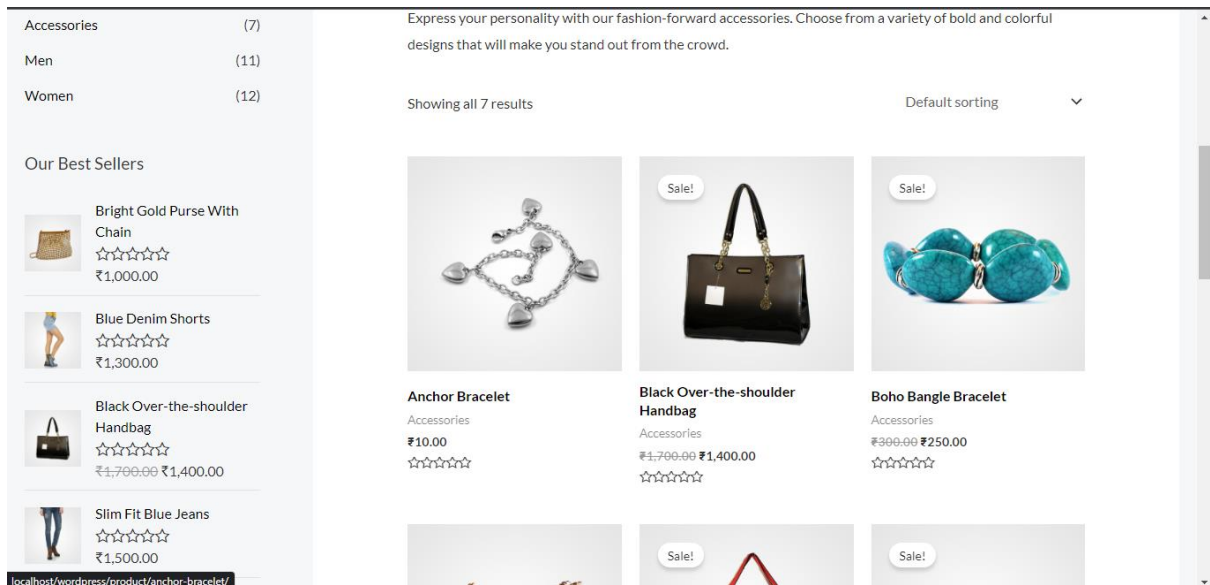 Accessories (7)
Men (11)
Women (12)
Our Best Sellers
Bright Gold Purse With
Chain
₹1,000.00
Blue Denim Shorts
₹1,300.00
Black Over-the-shoulder
Handbag
₹1,700.00 ₹1,400.00
Slim Fit Blue Jeans
₹1,500.00
localhost/wordpress/product/anchor-bracelet/
Express your personality with our fashion-forward accessories. Choose from a variety of bold and colorful
designs that will make you stand out from the crowd.
Showing all 7 results
Default sorting
Anchor Bracelet
Accessories
₹10.00
Sale!
Black Over-the-shoulder
Handbag
Accessories
₹1,700.00 ₹1,400.00
Sale!
Boho Bangle Bracelet
Accessories
₹300.00 ₹250.00
Sale!
Sale!